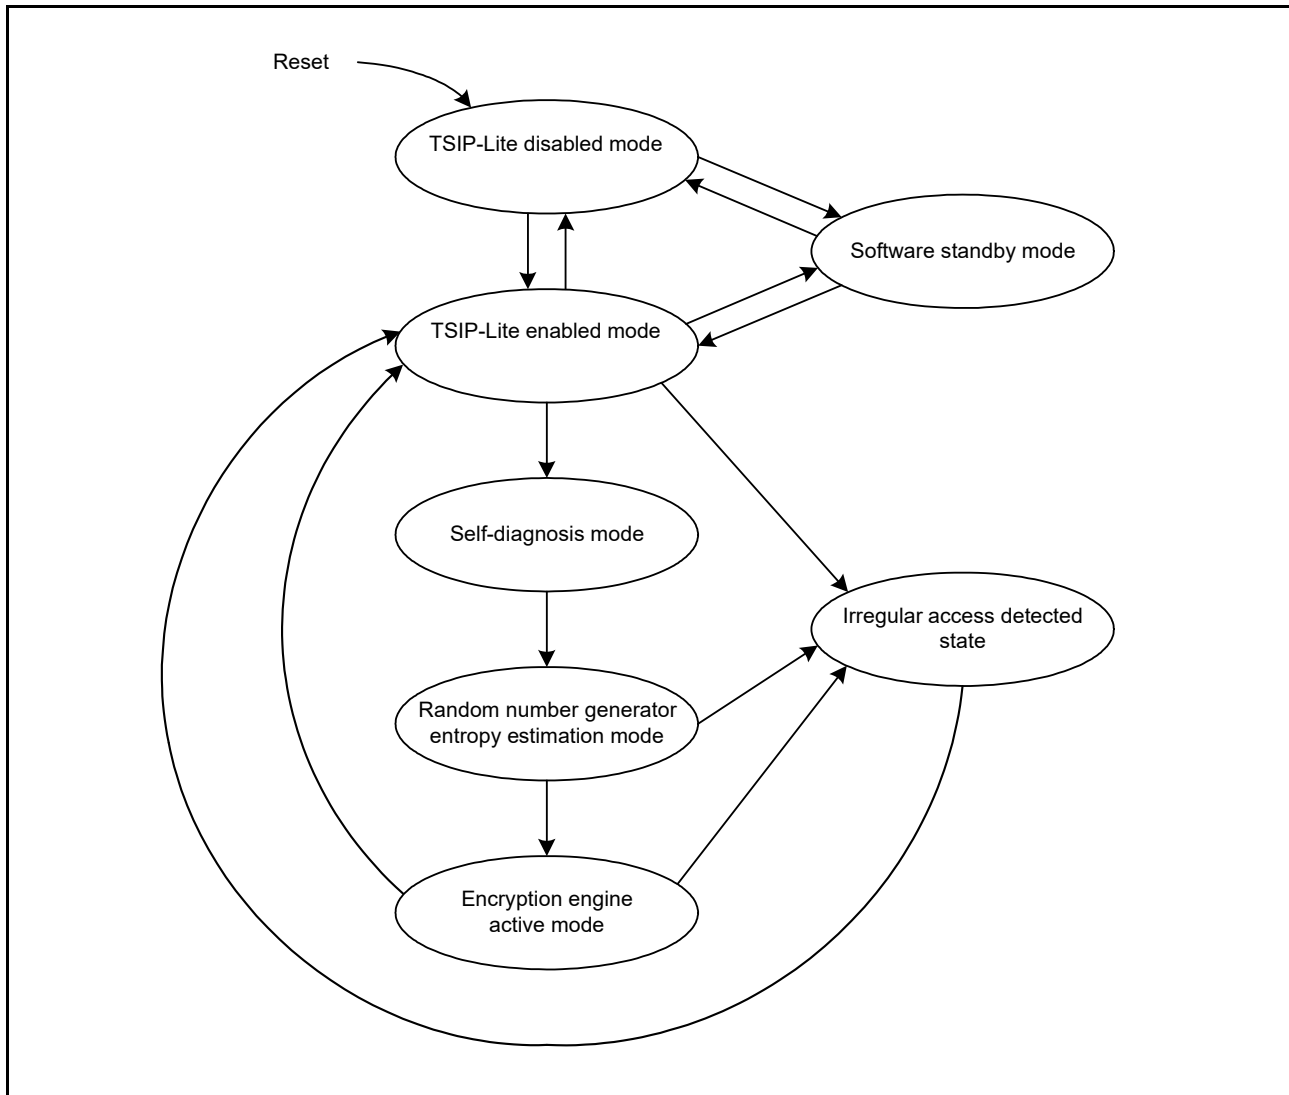 Reset
TSIP-Lite disabled mode
Software standby mode
TSIP-Lite enabled mode
Self-diagnosis mode
Irregular access detected
state
Random number generator
entropy estimation mode
Encryption engine
active mode